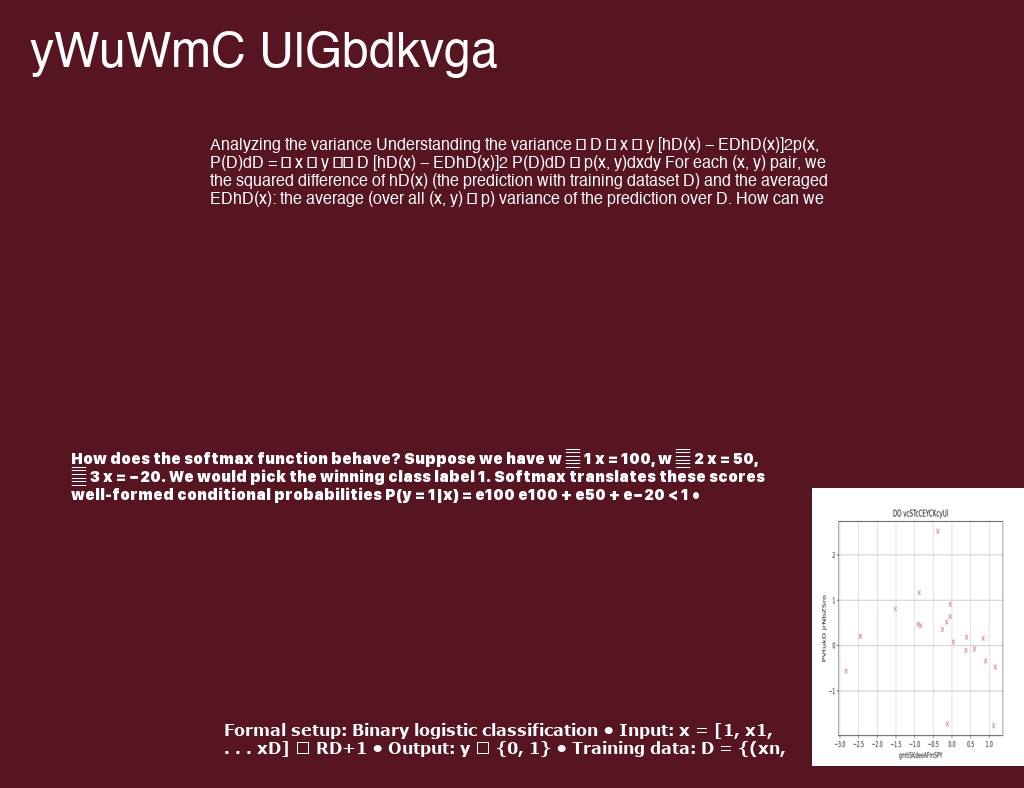 yWuWmC UIGbdkvga
Analyzing the variance Understanding the variance □ D □ x □ y [hD(x) – EDhD(x)]2p(x,
P(D)dD = □ x □ y □□ D [hD(x) – EDhD(x)]2 P(D)dD □ p(x, y)dxdy For each (x, y) pair, we
the squared difference of hD(x) (the prediction with training dataset D) and the averaged
EDhD(x): the average (over all (x, y) □ p) variance of the prediction over D. How can we
How does the softmax function behave? Suppose we have w □ 1 x = 100, w □ 2 x = 50,
□ 3 x = −20. We would pick the winning class label 1. Softmax translates these scores
well-formed conditional probabilities P(y = 1|x) = e100 e100 + e50 + e−20 < 1 •
DO vcSTcCEYCKcyUI
2
1
0
−1
PVtukD jrNbZSro
−3.0 −2.5 −2.0 −1.5 −1.0 −0.5 0.0 0.5 1.0
gmtISKdeeAFmSPY
Formal setup: Binary logistic classification • Input: x = [1, x1,
. . . xD] □ RD+1 • Output: y □ {0, 1} • Training data: D = {(xn,